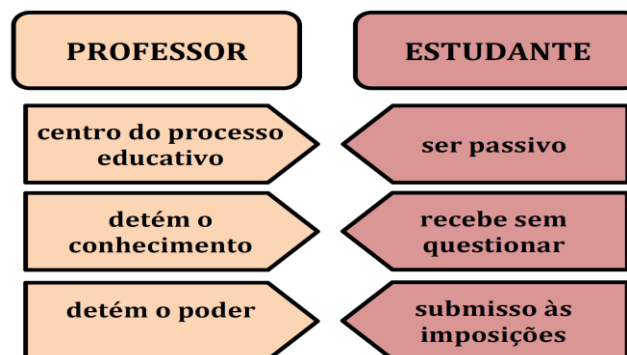 PROFESSOR
ESTUDANTE
centro do processo
educativo
ser passivo
detém o
conhecimento
recebe sem
questionar
detém o poder
submisso às
imposições